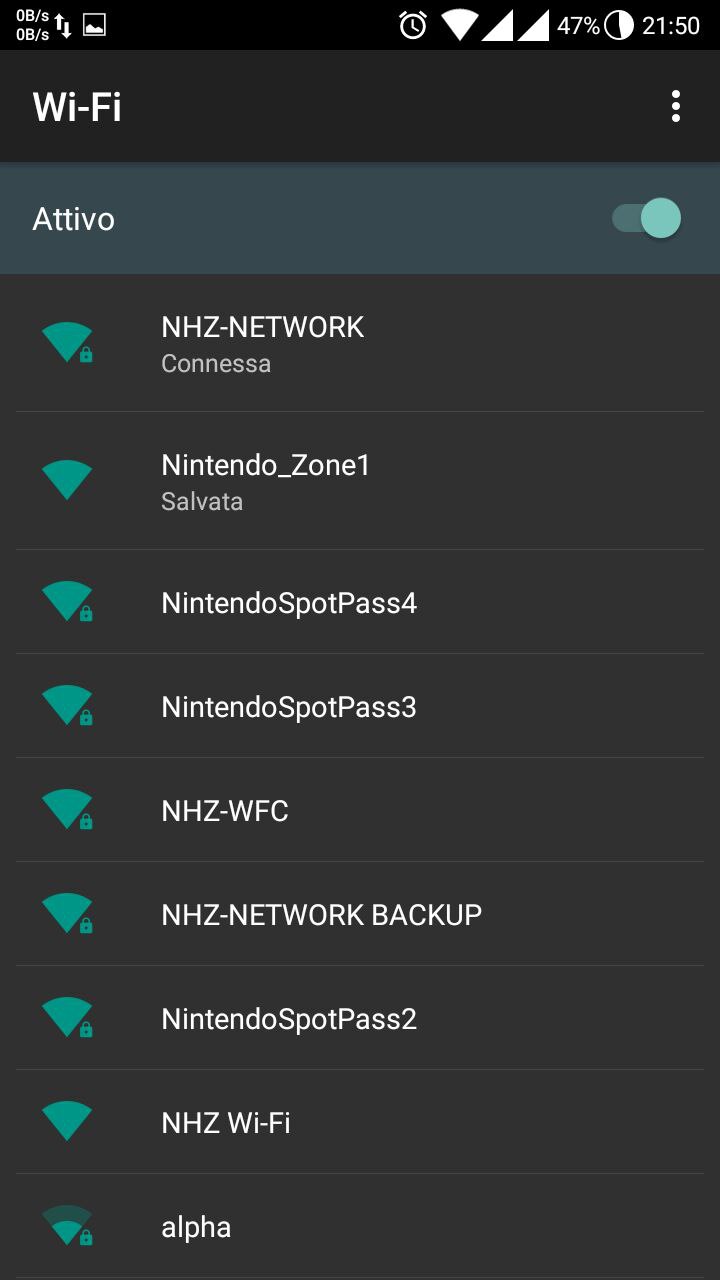 0B/s
0B/s
47% 21:50
Wi-Fi
Attivo
NHZ-NETWORK
Connessa
Nintendo_Zone1
Salvata
NintendoSpotPass4
NintendoSpotPass3
NHZ-WFC
NHZ-NETWORK BACKUP
NintendoSpotPass2
NHZ Wi-Fi
alpha